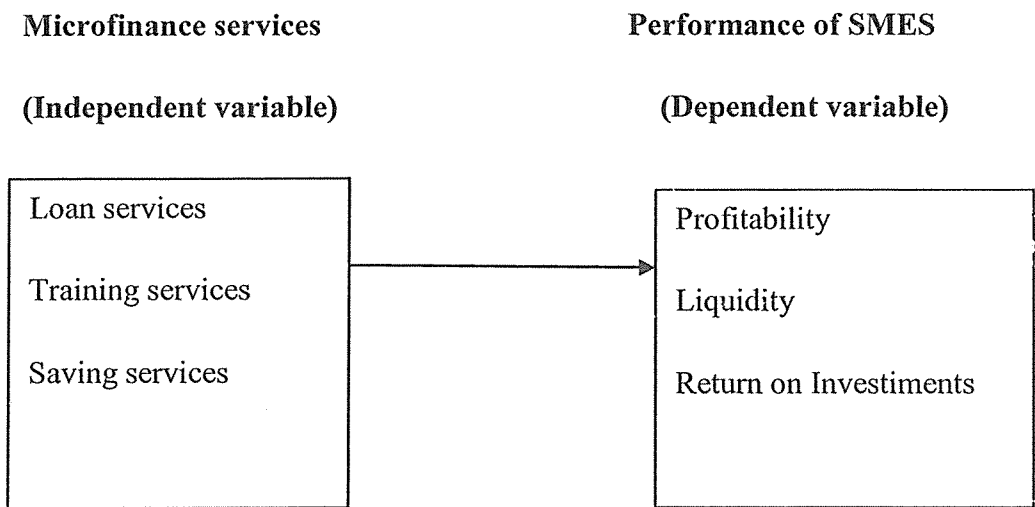 Microfinance services
(Independent variable)
Loan services
Training services
Saving services
Performance of SMES
(Dependent variable)
Profitability
Liquidity
Return on Investiments